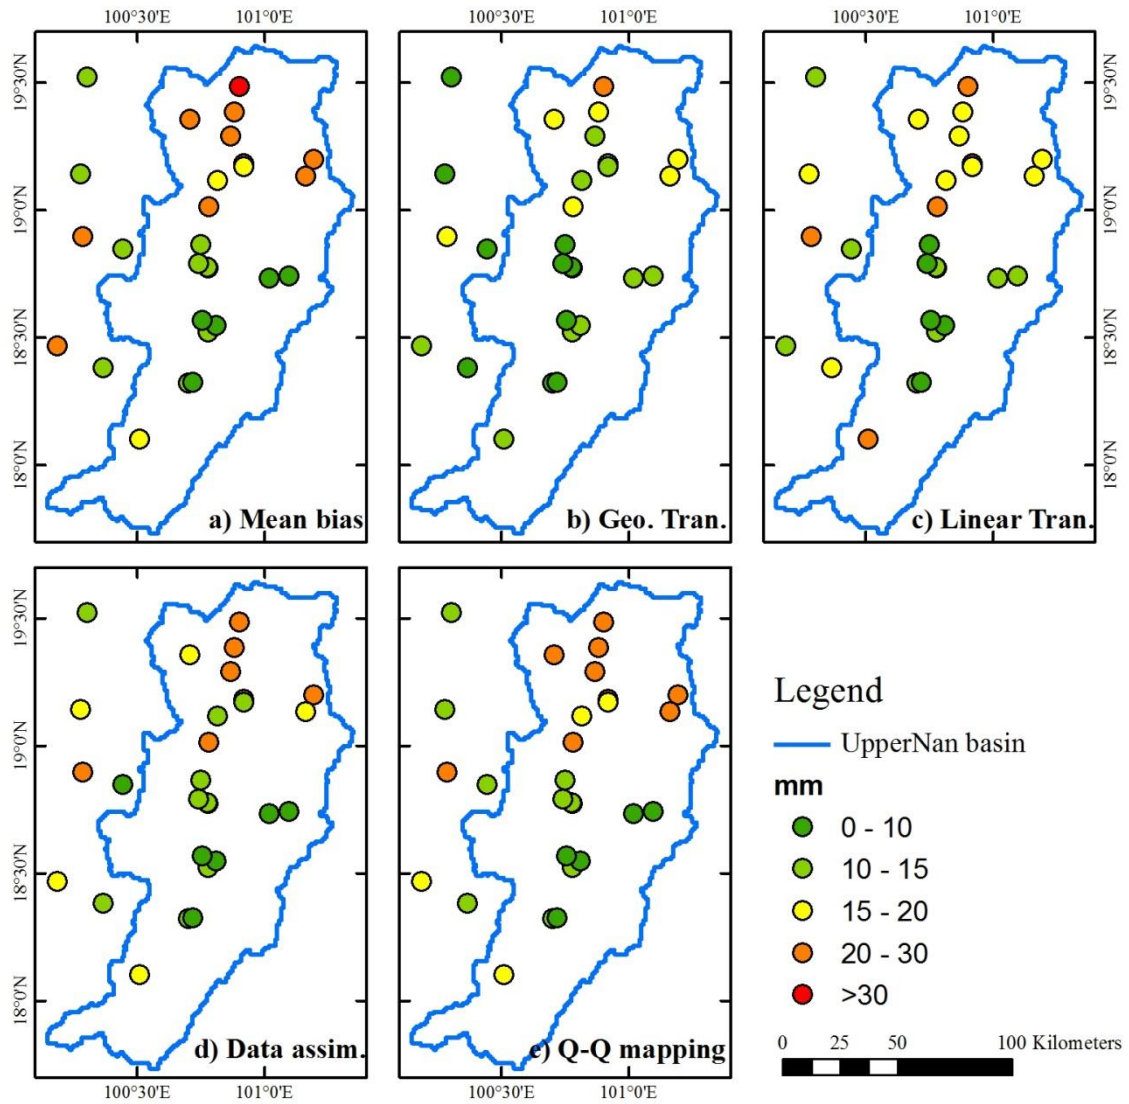 100°30'E 101°0'E 100°30'E 101°0'E 100°30'E 101°0'E
19°30'N 19°30'N
19°0'N 19°0'N
18°30'N 18°30'N
18°0'N 18°0'N
a) Mean bias b) Geo. Tran. c) Linear Tran.
19°30'N
19°0'N
18°30'N
18°0'N
d) Data assim. e) Q-Q mapping
100°30'E 101°0'E 100°30'E 101°0'E
Legend
UpperNan basin
mm
0 - 10
10 - 15
15 - 20
20 - 30
>30
0 25 50 100 Kilometers